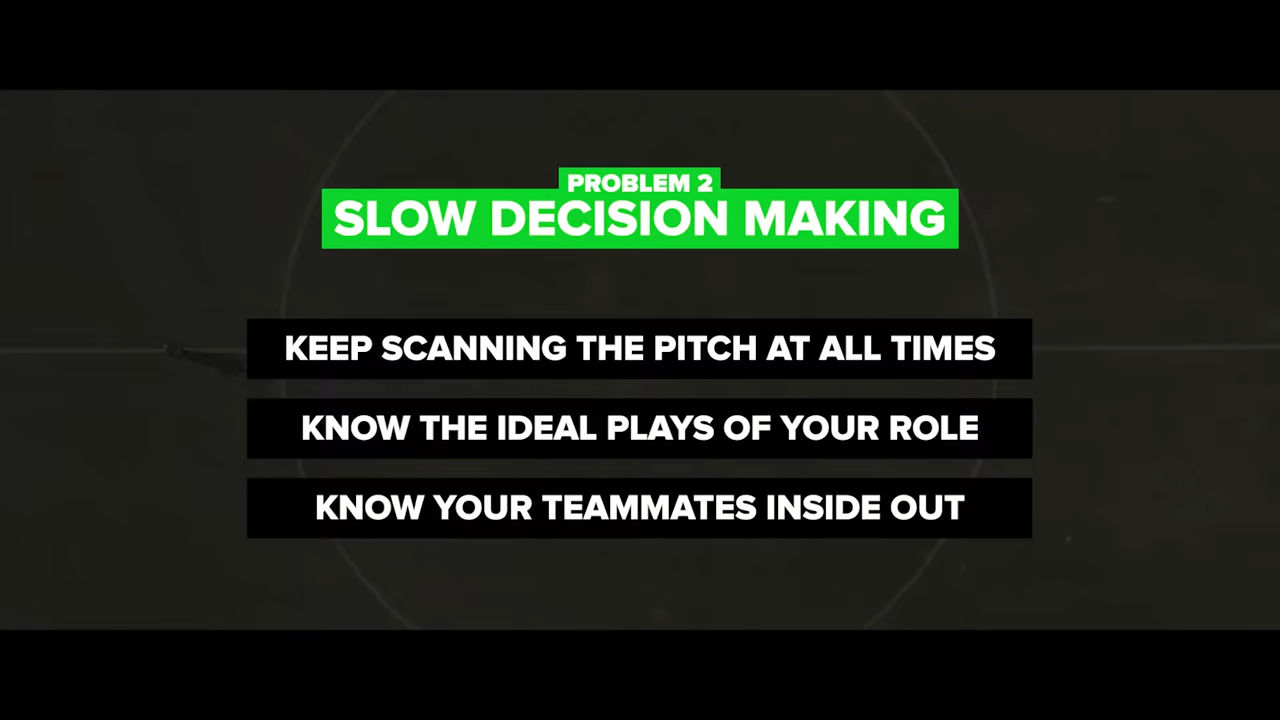 PROBLEM 2
SLOW DECISION MAKING
KEEP SCANNING THE PITCH AT ALL TIMES
KNOW THE IDEAL PLAYS OF YOUR ROLE
KNOW YOUR TEAMMATES INSIDE OUT